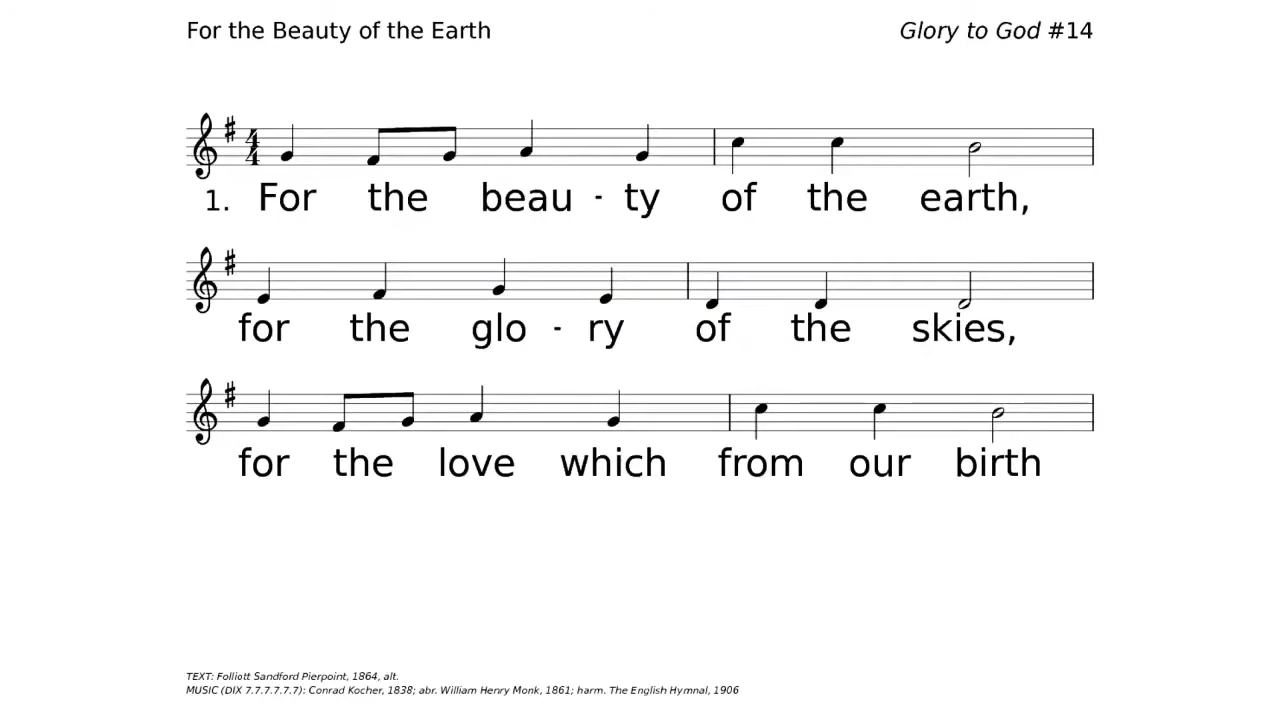 For the Beauty of the Earth
Glory to God #14
1. For the beau - ty of the earth,
for the glo - ry of the skies,
for the love which from our birth
TEXT: Folliott Sandford Pierpoint, 1864, alt.
MUSIC (DIX 7.7.7.7.7.7): Conrad Kocher, 1838; abr. William Henry Monk, 1861; harm. The English Hymnal, 1906